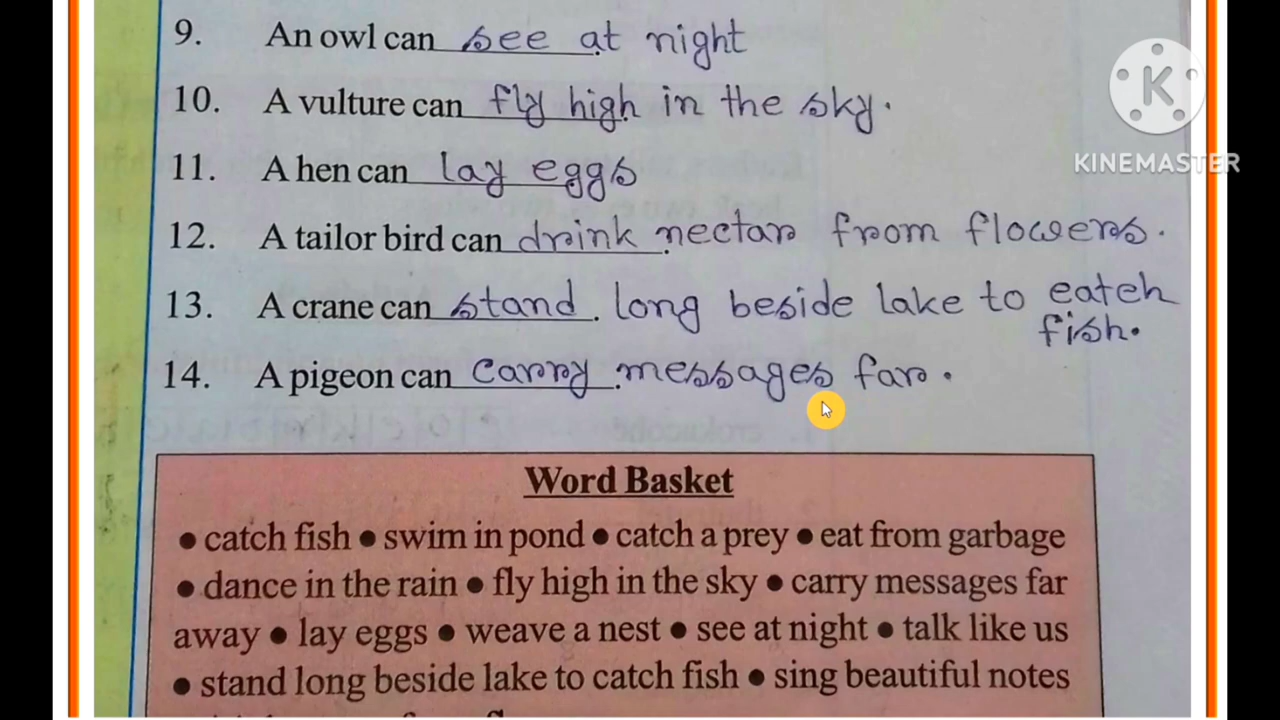 9. An owl can see at night
10. A vulture can fly high in the sky.
KINEMASTER
11. A hen can lay eggs
12. A tailor bird can drink nectar from flowers.
13. A crane can stand long beside lake to catch
fish.
14. A pigeon can carry messages far.
Word Basket
• catch fish • swim in pond • catch a prey • eat from garbage
• dance in the rain • fly high in the sky • carry messages far
away • lay eggs • weave a nest • see at night • talk like us
• stand long beside lake to catch fish • sing beautiful notes